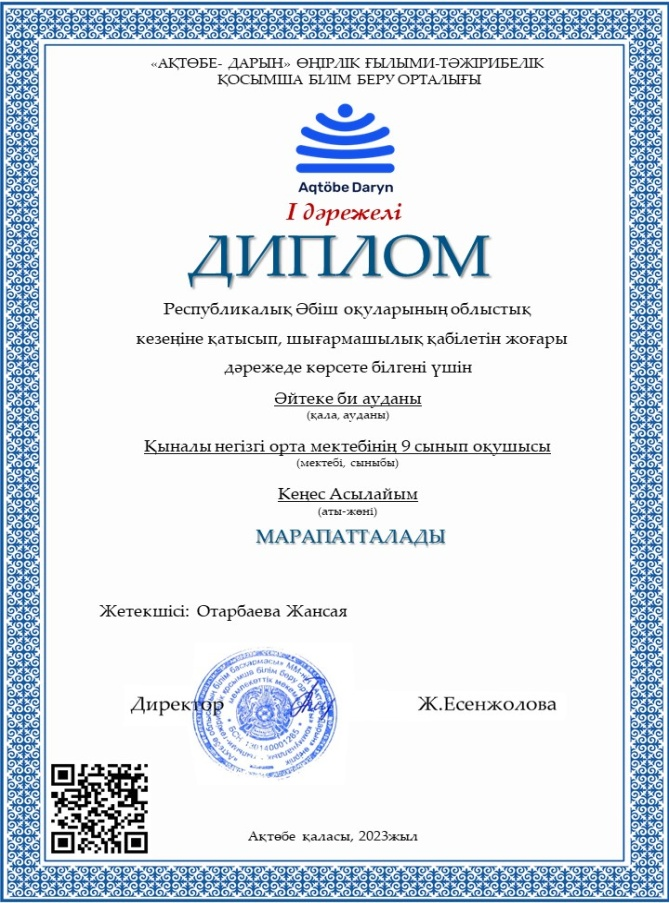 «АҚТӨБЕ- ДАРЫН» ӨҢІРЛІК ҒЫЛЫМИ-ТӘЖІРИБЕЛІК
ҚОСЫМША БІЛІМ БЕРУ ОРТАЛЫҒЫ
Aqtöbe Daryn
І дәрежелі
ДИПЛОМ
Республикалық Әбіш оқуларының облыстық
кезеңіне қатысып, шығармашылық қабілетін жоғары
дәрежеде көрсете білгені үшін
Әйтеке би ауданы
(қала, ауданы)
Қыналы негізгі орта мектебінің 9 сынып оқушысы
(мектебі, сыныбы)
Кеңес Асылайым
(аты-жөні)
МАРАПАТТАЛАДЫ
Жетекшісі: Отарбаева Жансая
Директор Ж.Есенжолова
БСН 130140001265
Ақтөбе қаласы, 2023жыл